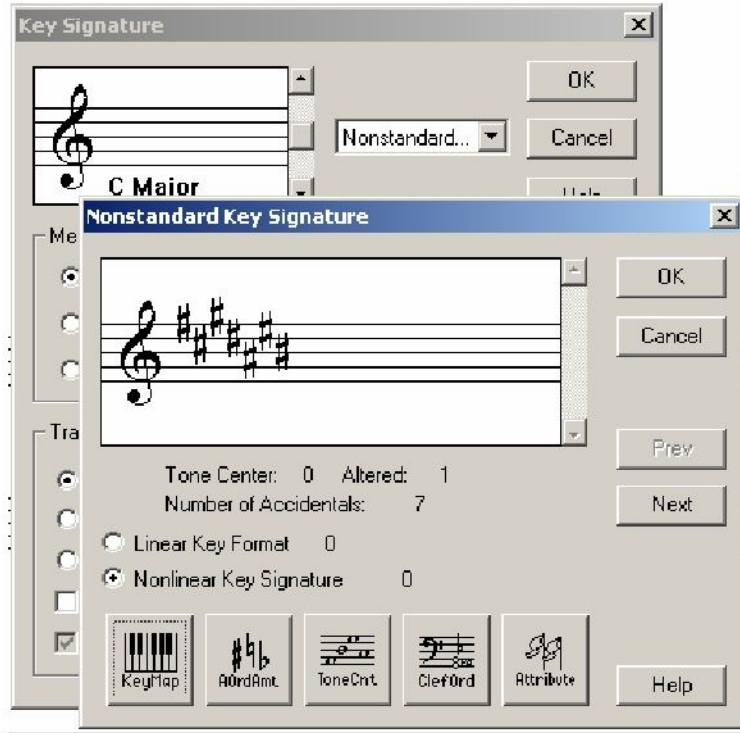 Key Signature
OK
Nonstandard...
Cancel
C Major
Nonstandard Key Signature
Me
OK
Cancel
Tra
Prev
Tone Center: 0 Altered: 1
Number of Accidentals: 7
Next
Linear Key Format 0
Nonlinear Key Signature 0
KeyMap
AOrdAmt
ToneCnt
ClefOrd
Attribute
Help